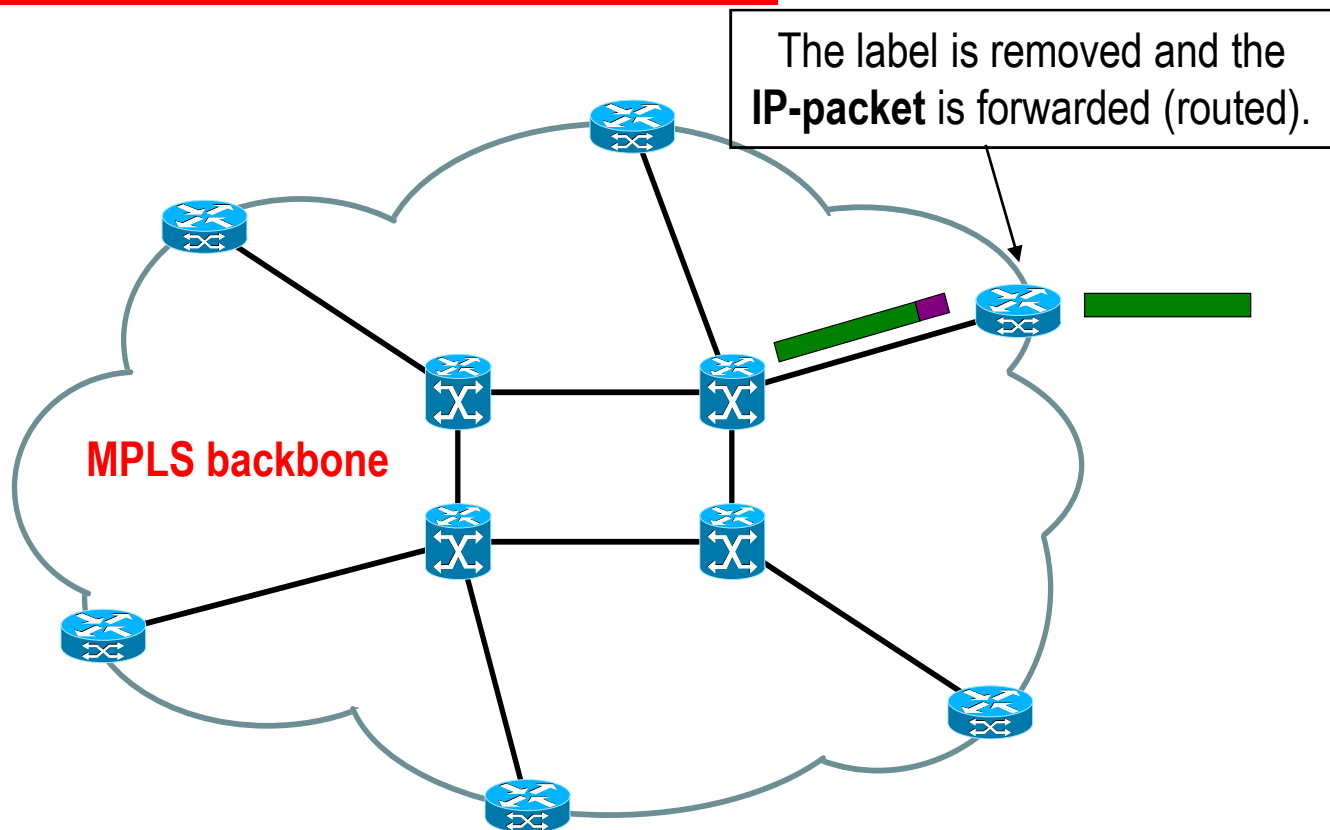 The label is removed and the
IP-packet is forwarded (routed).
MPLS backbone